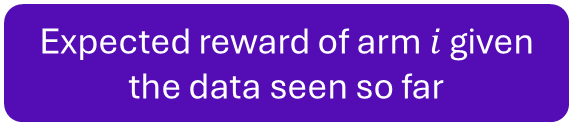 Expected reward of arm i given
the data seen so far